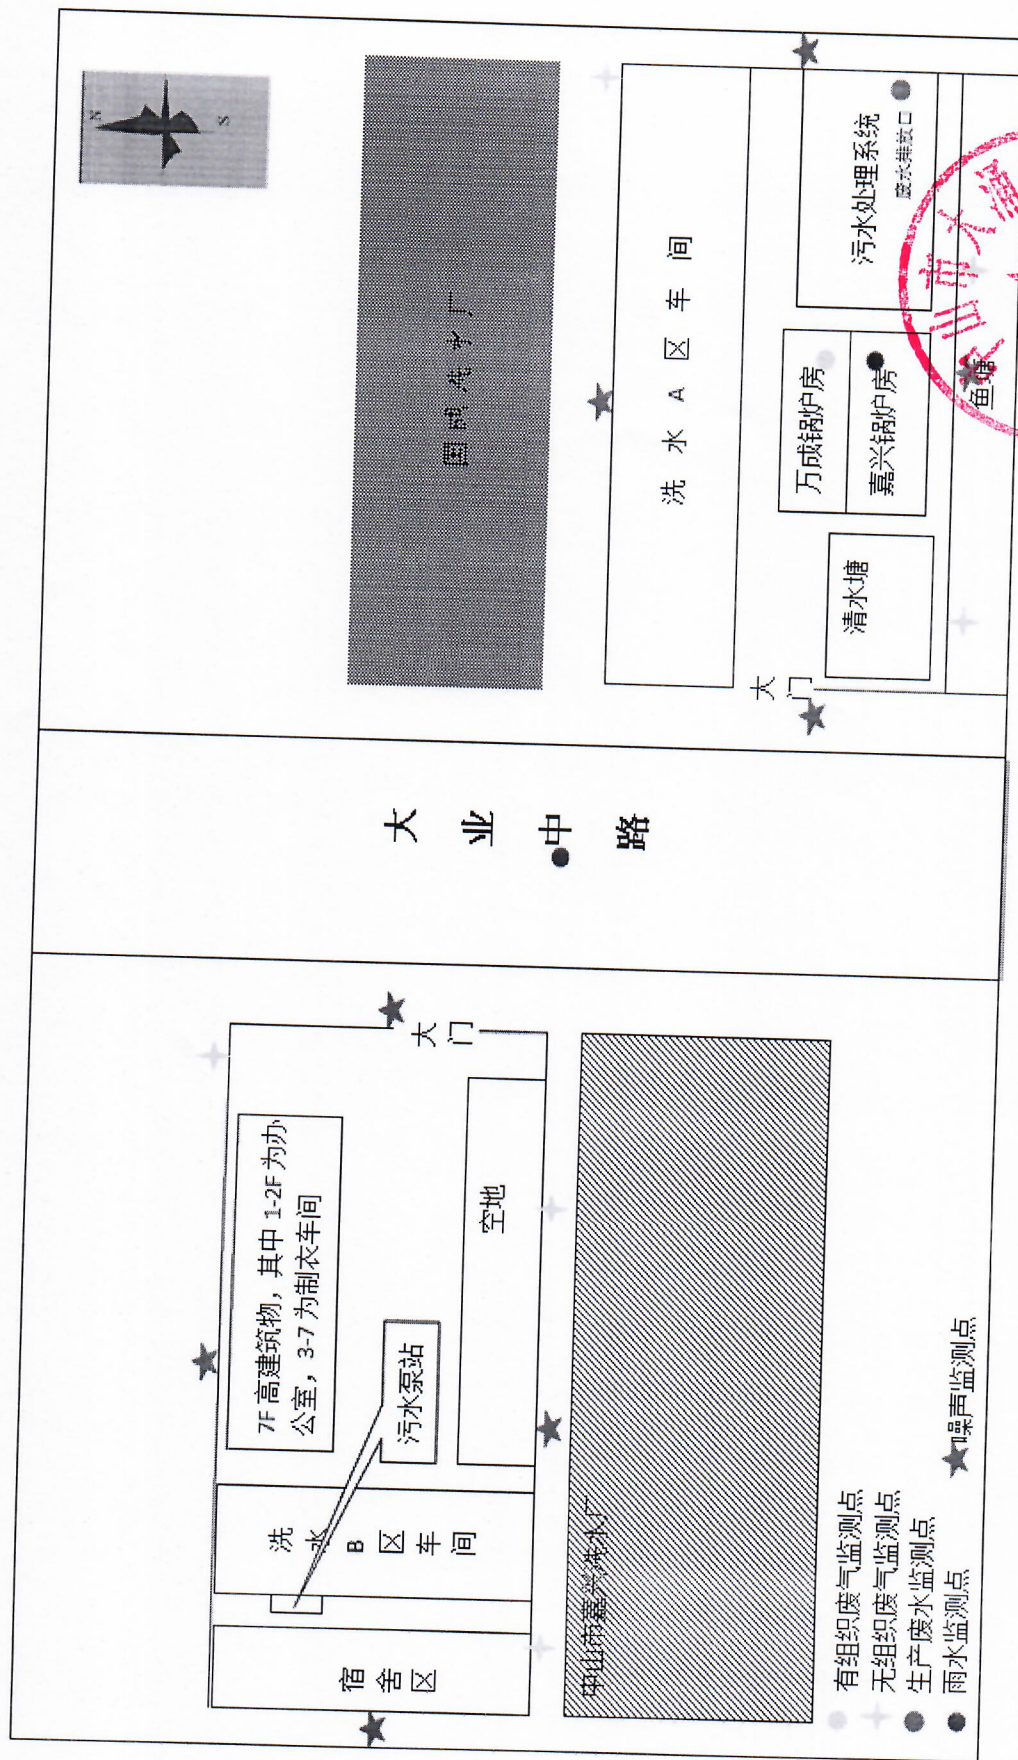 N
S
国鸿洗水厂
洗 水 A 区 车 间
污水处理系统
废水排放口
万成锅炉房
嘉兴锅炉房
清水塘
鱼塘
大门
大 业 中 路
大门
7F 高建筑物，其中 1-2F 为办
公室，3-7 为制衣车间
空地
污水泵站
洗 水 B 区 车 间
宿 舍 区
中山市嘉兴洗水厂
有组织废气监测点
无组织废气监测点
生产废水监测点
雨水监测点
噪声监测点